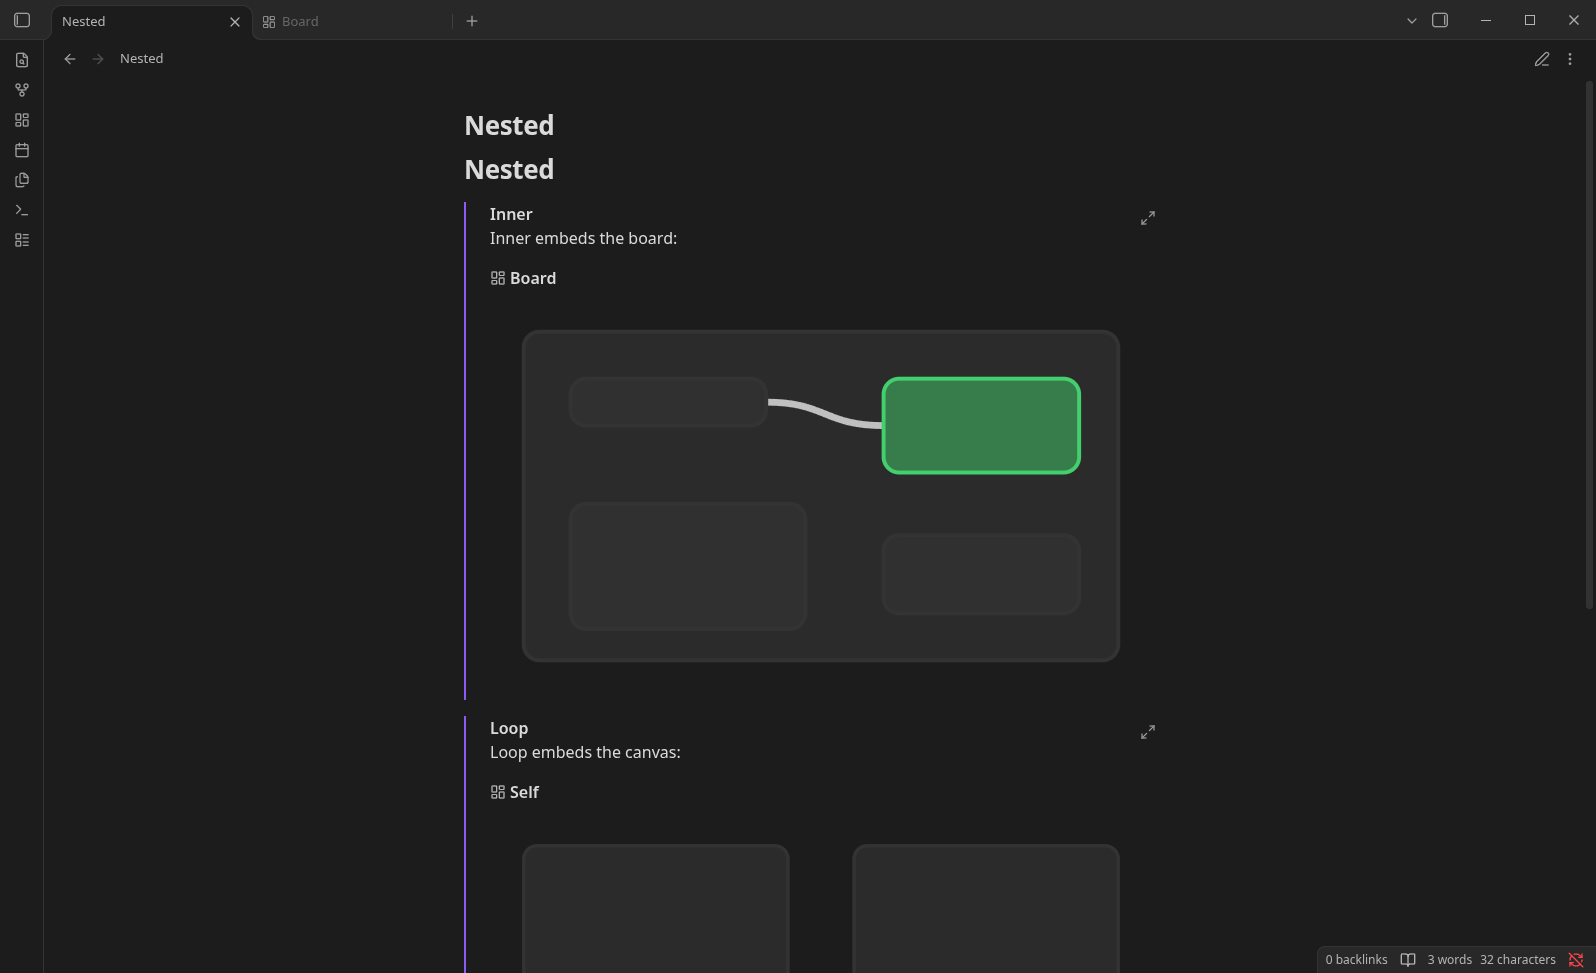 Nested
Board
Nested
Nested
Nested
Inner
Inner embeds the board:
Board
Loop
Loop embeds the canvas:
Self
0 backlinks 3 words 32 characters